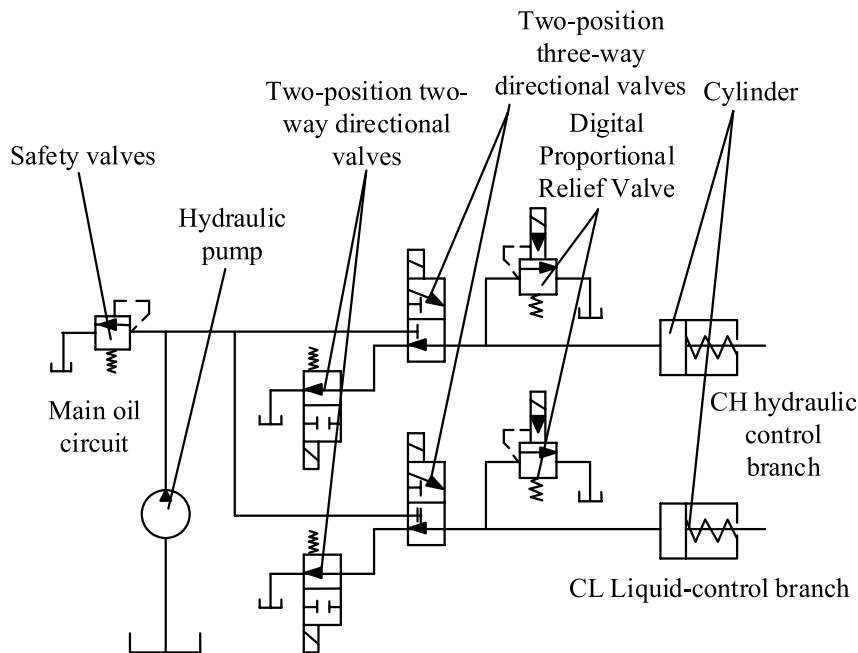 Two-position
three-way
directional valves
Two-position two-
way directional
valves
Cylinder
Digital
Proportional
Relief Valve
Safety valves
Hydraulic
pump
Main oil
circuit
CH hydraulic
control
branch
CL Liquid-control branch